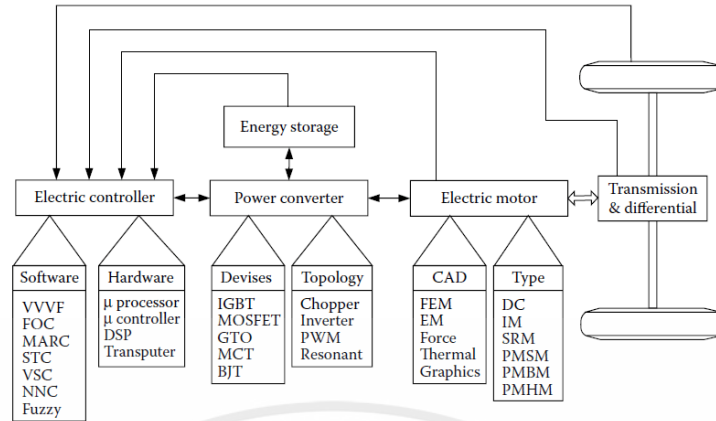 Energy storage
Electric controller
Power converter
Electric motor
Transmission
& differential
Software
VVVF
FOC
MARC
STC
VSC
NNC
Fuzzy
Hardware
μ processor
μ controller
DSP
Transputer
Devises
IGBT
MOSFET
GTO
MCT
BJT
Topology
Chopper
Inverter
PWM
Resonant
CAD
FEM
EM
Force
Thermal
Graphics
Type
DC
IM
SRM
PMSM
PMBM
PMHM